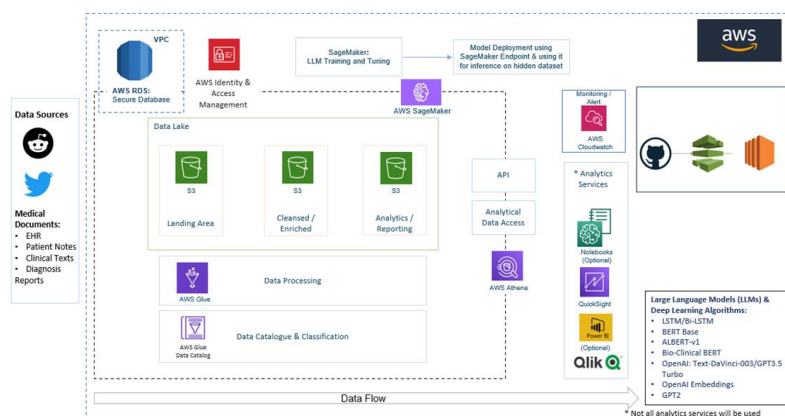 VPC
AWS RDS:
Secure Database
AWS Identity &
Access
Management
SageMaker:
LLM Training and Tuning
Model Deployment using
SageMaker Endpoint & using it
for inference on hidden dataset
aws
AWS SageMaker
Data Sources
Medical
Documents:
• EHR
• Patient Notes
• Clinical Texts
• Diagnosis
Reports
Data Lake
S3
Landing Area
S3
Cleansed /
Enriched
S3
Analytics /
Reporting
AWS Glue
Data Processing
AWS Glue
Data Catalog
Data Catalogue & Classification
API
Analytical
Data Access
AWS Athena
Monitoring /
Alert
AWS
Cloudwatch
* Analytics
Services
Notebooks
(Optional)
QuickSight
Power BI
(Optional)
Qlik
Large Language Models (LLMs) &
Deep Learning Algorithms:
• LSTM/Bi-LSTM
• BERT Base
• ALBERT-v1
• Bio-Clinical BERT
• OpenAI: Text-DaVinci-003/GPT3.5
Turbo
• OpenAI Embeddings
• GPT2
Data Flow
* Not all analytics services will be used